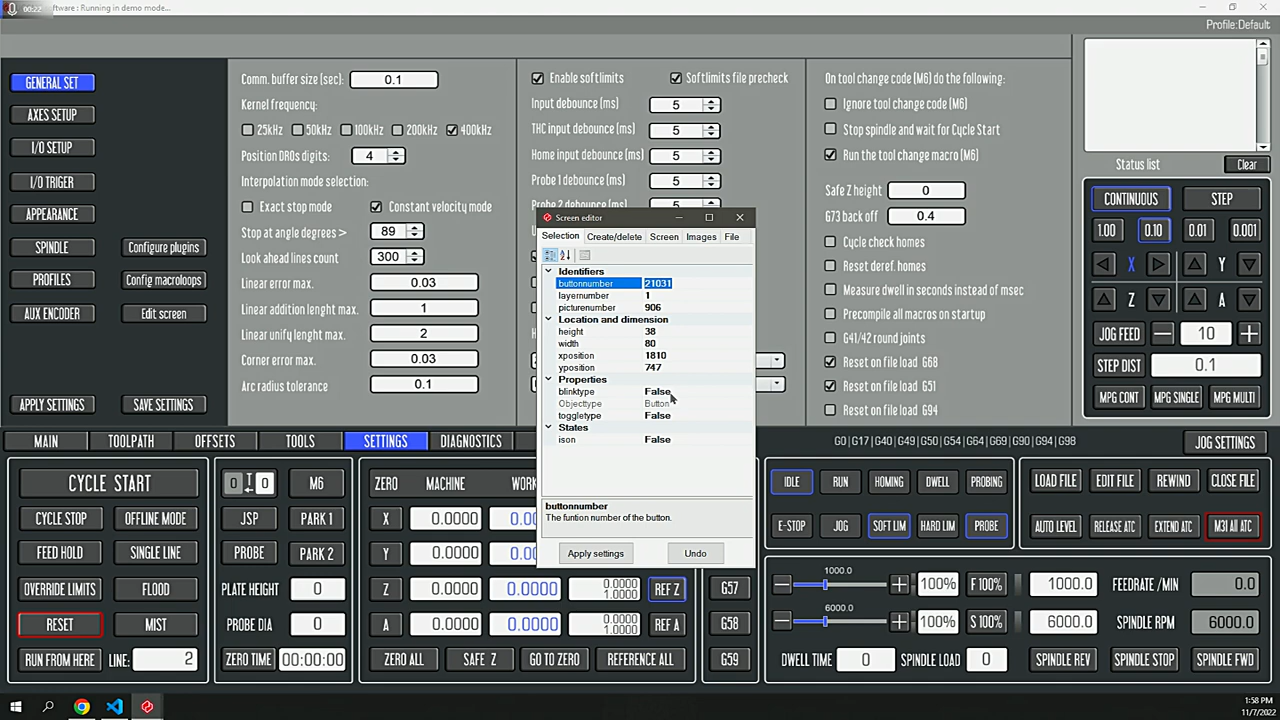 00:22
ftware : Running in demo mode...
Profile:Default
GENERAL SET
AXES SETUP
I/O SETUP
I/O TRIGER
APPEARANCE
SPINDLE
Configure plugins
PROFILES
Config macroloops
AUX ENCODER
Edit screen
APPLY SETTINGS
SAVE SETTINGS
Comm. buffer size (sec):
0.1
Kernel frequency:
25kHz
50kHz
100kHz
200kHz
400kHz
Position DROs digits:
4
Interpolation mode selection:
Exact stop mode
Constant velocity mode
Stop at angle degrees >
89
Look ahead lines count
300
Linear error max.
0.03
Linear addition lenght max.
1
Linear unify lenght max.
2
Corner error max.
0.03
Arc radius tolerance
0.1
Enable softlimits
Softlimits file precheck
Input debounce (ms)
5
THC input debounce (ms)
5
Home input debounce (ms)
5
Probe 1 debounce (ms)
5
Probe 2 debounce (ms)
5
On tool change code (M6) do the following:
Ignore tool change code (M6)
Stop spindle and wait for Cycle Start
Run the tool change macro (M6)
Safe Z height
0
G73 back off
0.4
Cycle check homes
Reset deref. homes
Measure dwell in seconds instead of msec
Precompile all macros on startup
G41/42 round joints
Reset on file load G68
Reset on file load G51
Reset on file load G94
Status list
Clear
CONTINUOUS
STEP
1.00
0.10
0.01
0.001
X
Y
Z
A
JOG FEED
10
STEP DIST
0.1
MPG CONT
MPG SINGLE
MPG MULTI
Screen editor
Selection
Create/delete
Screen
Images
File
Identifiers
buttonnumber 21031
layernumber 1
picturenumber 906
Location and dimension
height 38
width 80
xposition 1810
yposition 747
Properties
blinktype False
Objecttype Button
toggletype False
States
ison False
buttonnumber
The funtion number of the button.
Apply settings
Undo
MAIN
TOOLPATH
OFFSETS
TOOLS
SETTINGS
DIAGNOSTICS
G0|G17|G40|G49|G50|G54|G64|G69|G90|G94|G98
JOG SETTINGS
CYCLE START
CYCLE STOP
OFFLINE MODE
FEED HOLD
SINGLE LINE
OVERRIDE LIMITS
FLOOD
RESET
MIST
RUN FROM HERE
LINE:
2
0
0
M6
JSP
PARK 1
PROBE
PARK 2
PLATE HEIGHT
0
PROBE DIA
0
ZERO TIME
00:00:00
ZERO
MACHINE
WORK
X
0.0000
0.00
Y
0.0000
0.00
Z
0.0000
0.0000
0.0000
1.0000
REF Z
A
0.0000
0.0000
0.0000
1.0000
REF A
ZERO ALL
SAFE Z
GO TO ZERO
REFERENCE ALL
G57
G58
G59
IDLE
RUN
HOMING
DWELL
PROBING
E-STOP
JOG
SOFT LIM
HARD LIM
PROBE
LOAD FILE
EDIT FILE
REWIND
CLOSE FILE
AUTO LEVEL
RELEASE ATC
EXTEND ATC
M31 All ATC
1000.0
100%
F 100%
1000.0
FEEDRATE /MIN
0.0
6000.0
100%
S 100%
6000.0
SPINDLE RPM
6000.0
DWELL TIME
0
SPINDLE LOAD
0
SPINDLE REV
SPINDLE STOP
SPINDLE FWD
1:58 PM
11/7/2022